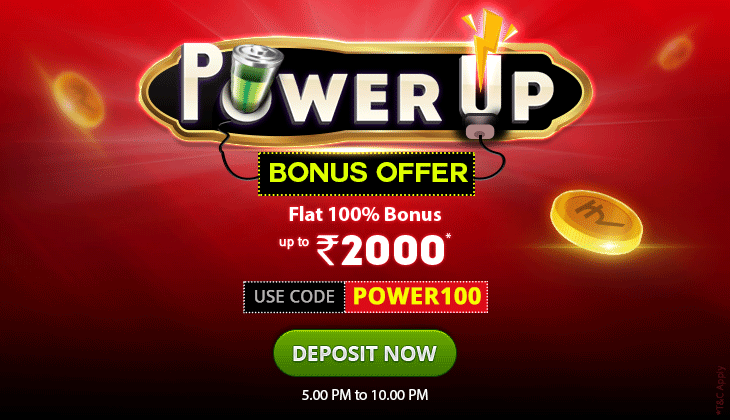 POWER UP
BONUS OFFER
Flat 100% Bonus
up to ₹2000*
USE CODE POWER100
DEPOSIT NOW
5.00 PM to 10.00 PM
*T&C Apply